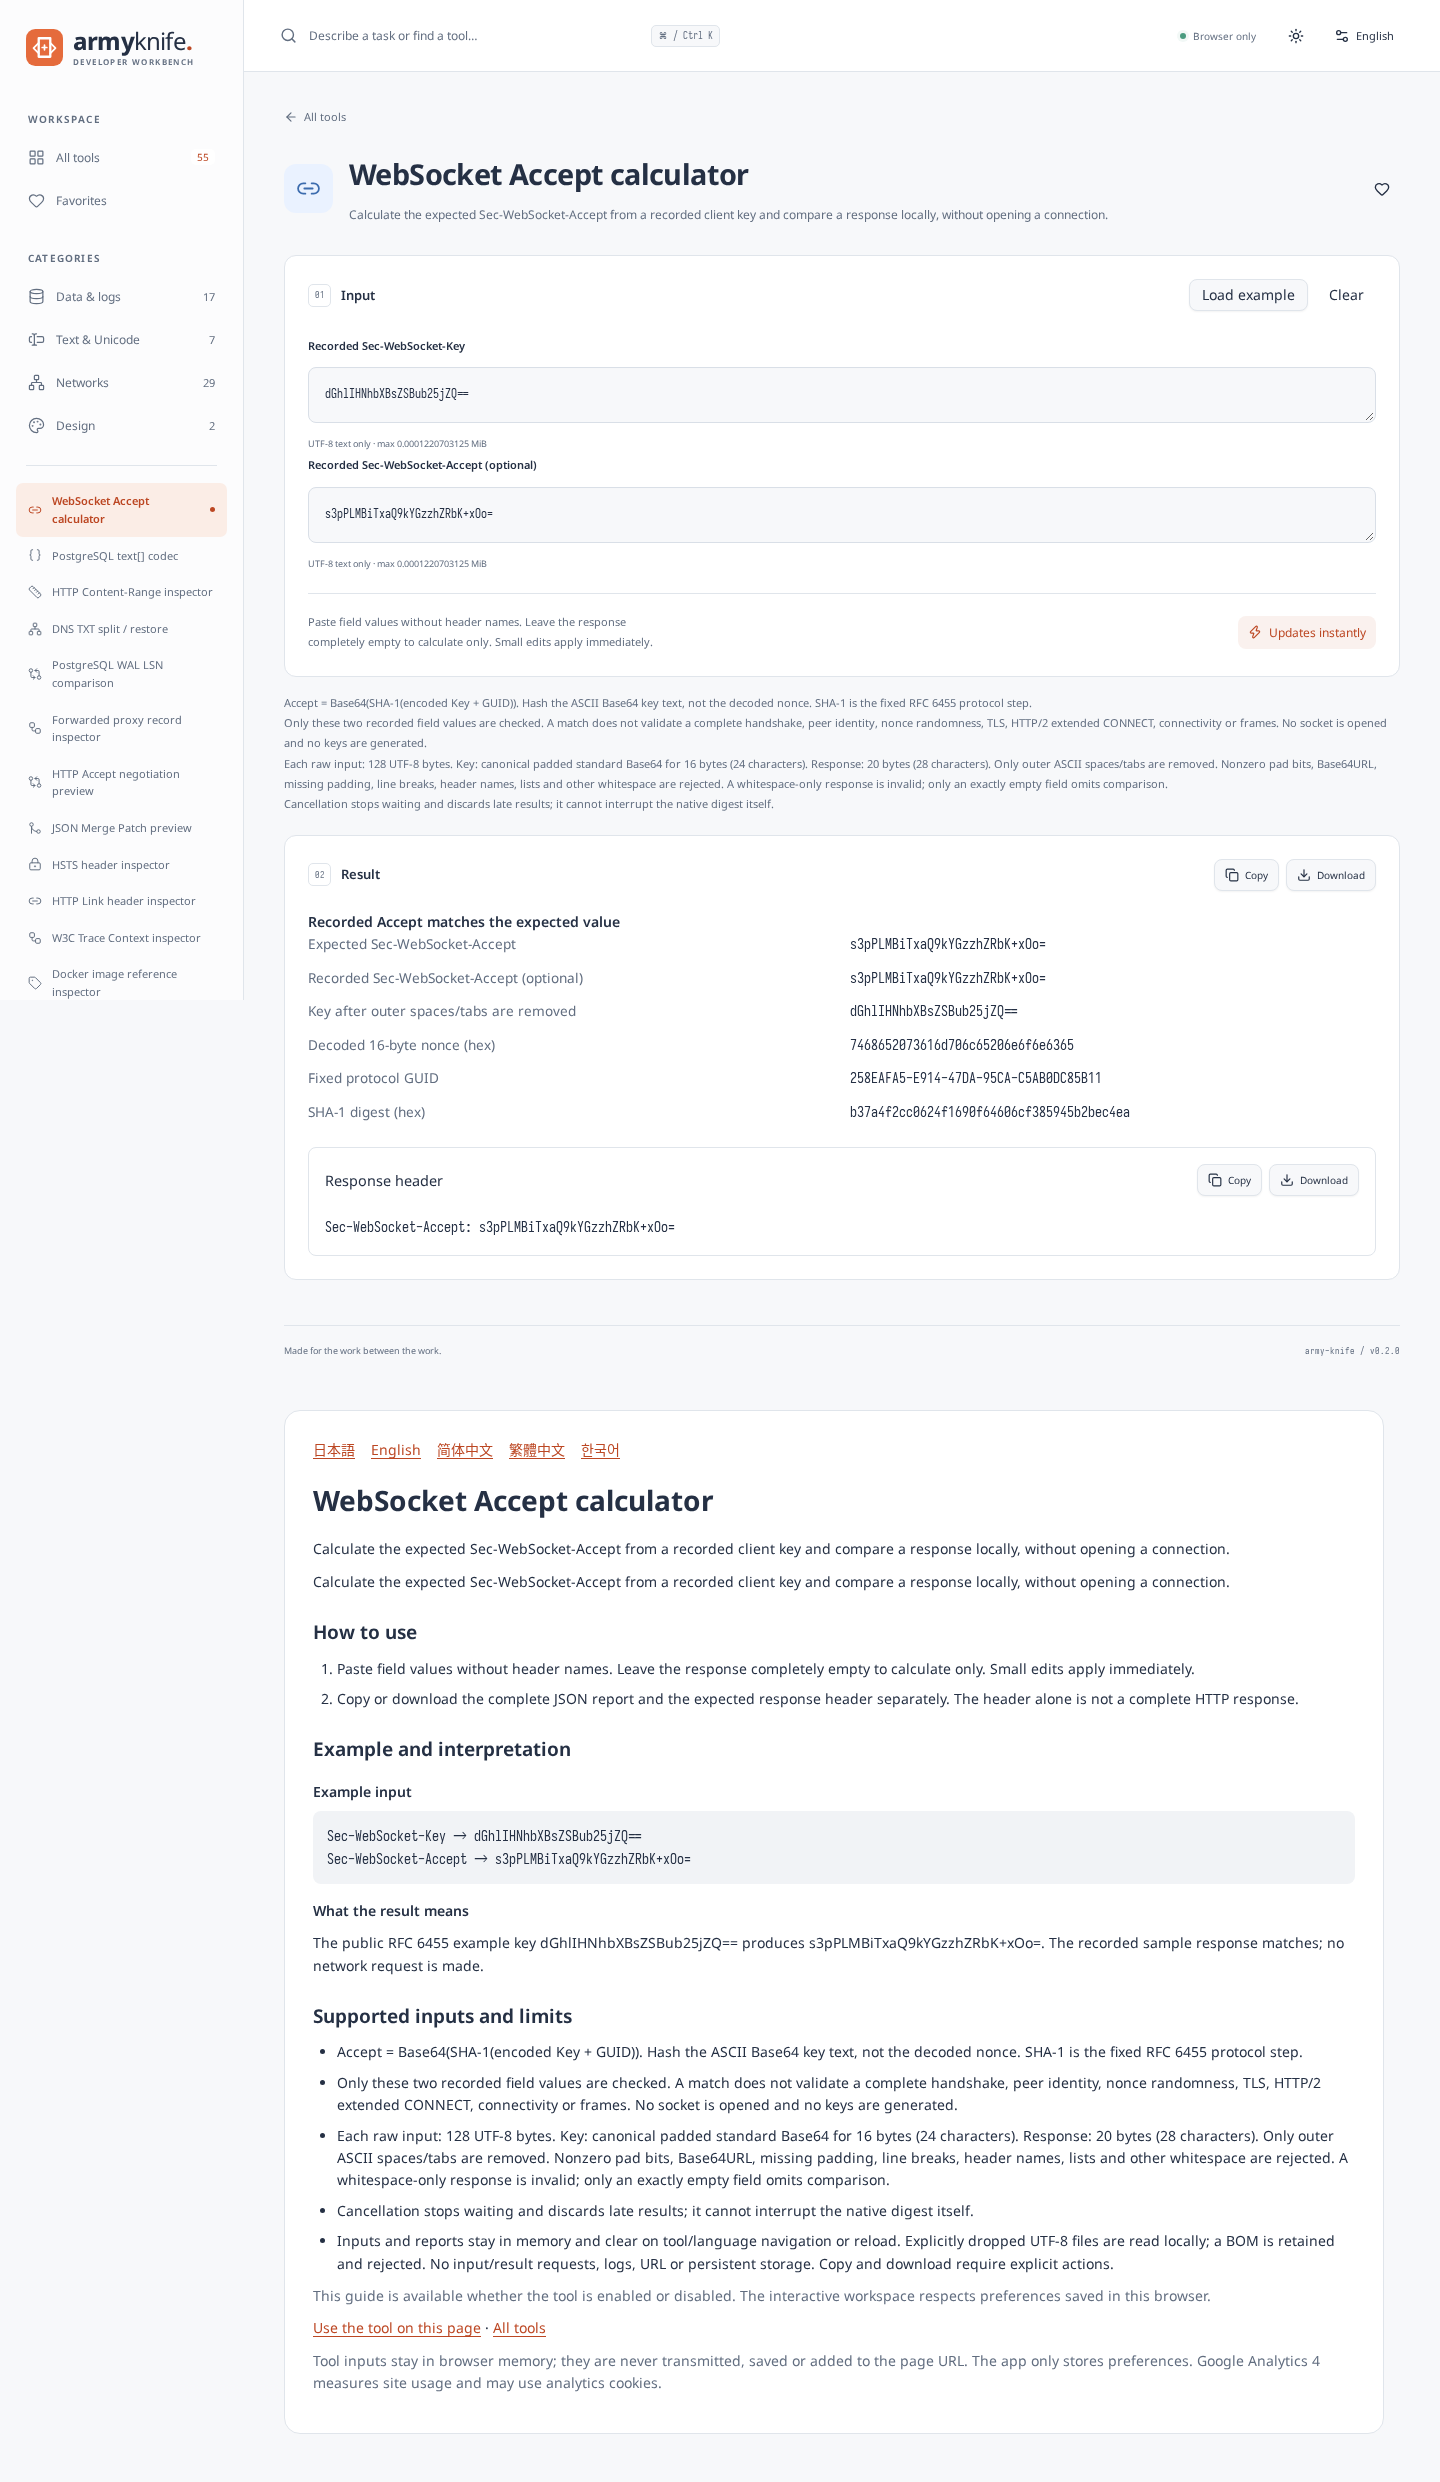 armyknife.
DEVELOPER WORKBENCH
WORKSPACE
All tools 55
Favorites
CATEGORIES
Data & logs 17
Text & Unicode 7
Networks 29
Design 2
WebSocket Accept
calculator
PostgreSQL text[] codec
HTTP Content-Range inspector
DNS TXT split / restore
PostgreSQL WAL LSN
comparison
Forwarded proxy record
inspector
HTTP Accept negotiation
preview
JSON Merge Patch preview
HSTS header inspector
HTTP Link header inspector
W3C Trace Context inspector
Docker image reference
inspector
Describe a task or find a tool... ⌘ / Ctrl K
Browser only
English
All tools
WebSocket Accept calculator
Calculate the expected Sec-WebSocket-Accept from a recorded client key and compare a response locally, without opening a connection.
01 Input
Load example Clear
Recorded Sec-WebSocket-Key
dGhlIHNhbXBsZSBub25jZQ==
UTF-8 text only · max 0.0001220703125 MiB
Recorded Sec-WebSocket-Accept (optional)
s3pPLMBiTxaQ9kYGzzhZRbK+xOo=
UTF-8 text only · max 0.0001220703125 MiB
Paste field values without header names. Leave the response
completely empty to calculate only. Small edits apply immediately.
Updates instantly
Accept = Base64(SHA-1(encoded Key + GUID)). Hash the ASCII Base64 key text, not the decoded nonce. SHA-1 is the fixed RFC 6455 protocol step.
Only these two recorded field values are checked. A match does not validate a complete handshake, peer identity, nonce randomness, TLS, HTTP/2 extended CONNECT, connectivity or frames. No socket is opened
and no keys are generated.
Each raw input: 128 UTF-8 bytes. Key: canonical padded standard Base64 for 16 bytes (24 characters). Response: 20 bytes (28 characters). Only outer ASCII spaces/tabs are removed. Nonzero pad bits, Base64URL,
missing padding, line breaks, header names, lists and other whitespace are rejected. A whitespace-only response is invalid; only an exactly empty field omits comparison.
Cancellation stops waiting and discards late results; it cannot interrupt the native digest itself.
02 Result
Copy Download
Recorded Accept matches the expected value
Expected Sec-WebSocket-Accept s3pPLMBiTxaQ9kYGzzhZRbK+xOo=
Recorded Sec-WebSocket-Accept (optional) s3pPLMBiTxaQ9kYGzzhZRbK+xOo=
Key after outer spaces/tabs are removed dGhlIHNhbXBsZSBub25jZQ==
Decoded 16-byte nonce (hex) 7468652073616d706c65206e6f6e6365
Fixed protocol GUID 258EAFA5-E914-47DA-95CA-C5AB0DC85B11
SHA-1 digest (hex) b37a4f2cc0624f1690f64606cf385945b2bec4ea
Response header
Copy Download
Sec-WebSocket-Accept: s3pPLMBiTxaQ9kYGzzhZRbK+xOo=
Made for the work between the work.
army-knife / v0.2.0
日本語 English 简体中文 繁體中文 한국어
WebSocket Accept calculator
Calculate the expected Sec-WebSocket-Accept from a recorded client key and compare a response locally, without opening a connection.
Calculate the expected Sec-WebSocket-Accept from a recorded client key and compare a response locally, without opening a connection.
How to use
1. Paste field values without header names. Leave the response completely empty to calculate only. Small edits apply immediately.
2. Copy or download the complete JSON report and the expected response header separately. The header alone is not a complete HTTP response.
Example and interpretation
Example input
Sec-WebSocket-Key -> dGhlIHNhbXBsZSBub25jZQ==
Sec-WebSocket-Accept -> s3pPLMBiTxaQ9kYGzzhZRbK+xOo=
What the result means
The public RFC 6455 example key dGhlIHNhbXBsZSBub25jZQ== produces s3pPLMBiTxaQ9kYGzzhZRbK+xOo=. The recorded sample response matches; no
network request is made.
Supported inputs and limits
• Accept = Base64(SHA-1(encoded Key + GUID)). Hash the ASCII Base64 key text, not the decoded nonce. SHA-1 is the fixed RFC 6455 protocol step.
• Only these two recorded field values are checked. A match does not validate a complete handshake, peer identity, nonce randomness, TLS, HTTP/2
extended CONNECT, connectivity or frames. No socket is opened and no keys are generated.
• Each raw input: 128 UTF-8 bytes. Key: canonical padded standard Base64 for 16 bytes (24 characters). Response: 20 bytes (28 characters). Only outer
ASCII spaces/tabs are removed. Nonzero pad bits, Base64URL, missing padding, line breaks, header names, lists and other whitespace are rejected. A
whitespace-only response is invalid; only an exactly empty field omits comparison.
• Cancellation stops waiting and discards late results; it cannot interrupt the native digest itself.
• Inputs and reports stay in memory and clear on tool/language navigation or reload. Explicitly dropped UTF-8 files are read locally; a BOM is retained
and rejected. No input/result requests, logs, URL or persistent storage. Copy and download require explicit actions.
This guide is available whether the tool is enabled or disabled. The interactive workspace respects preferences saved in this browser.
Use the tool on this page · All tools
Tool inputs stay in browser memory; they are never transmitted, saved or added to the page URL. The app only stores preferences. Google Analytics 4
measures site usage and may use analytics cookies.